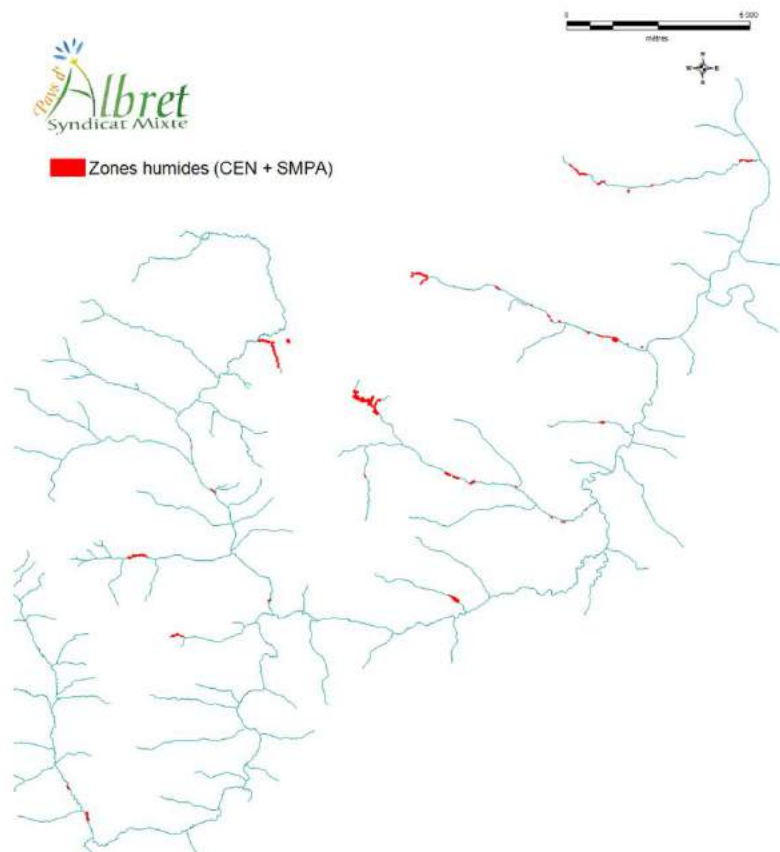 0
6 000
mètres
N
W
E
S
Pays d'
Albret
Syndicat Mixte
Zones humides (CEN + SMPA)